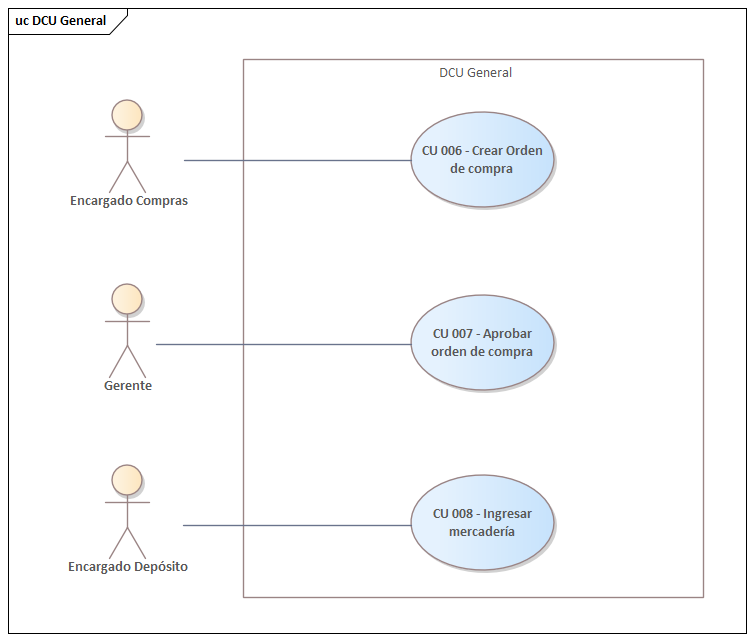 uc DCU General
DCU General
Encargado Compras
CU 006 - Crear Orden
de compra
Gerente
CU 007 - Aprobar
orden de compra
Encargado Depósito
CU 008 - Ingresar
mercadería